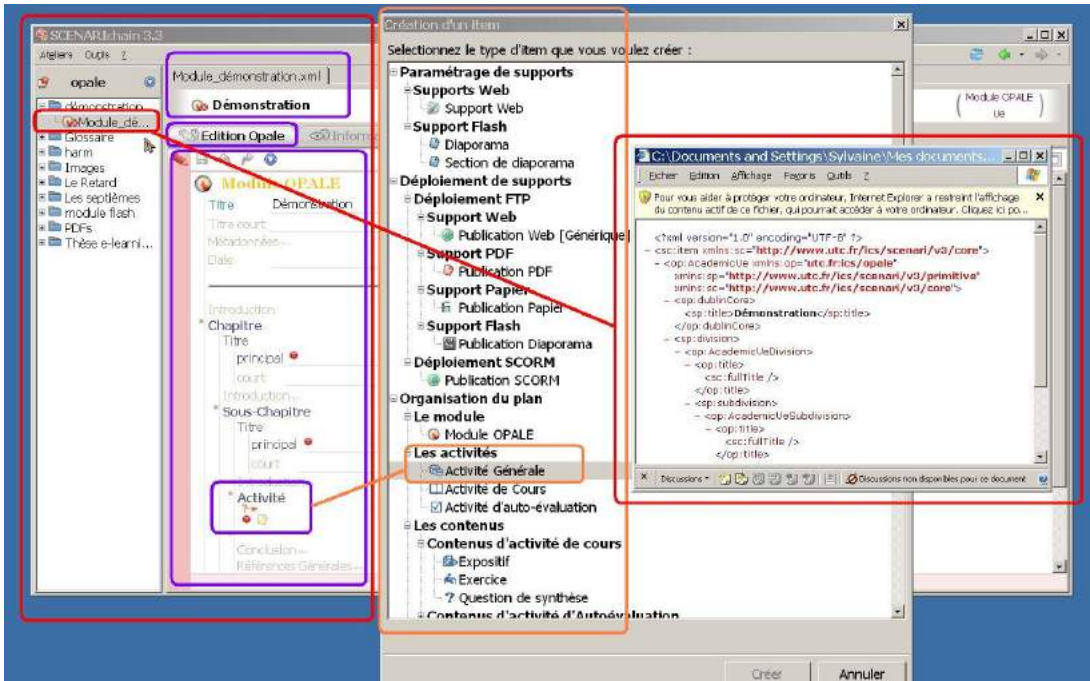 SCENARIchain 3.3
Ateliers Outils ?
opale
démonstration
Module_dé...
Glossaire
harm
Images
Le Retard
Les septièmes
module flash
PDFs
Thèse e-learni...
Module_démonstration.xml
Démonstration
Edition Opale
Module OPALE
Titre Démonstration
Titre court
Métadonnées
Date
Introduction
Chapitre
Titre
principal
court
Introduction
Sous-Chapitre
Titre
principal
court
Introduction
Activité
Conclusion
Références Générales
Création d'un item
Selectionnez le type d'item que vous voulez créer :
Paramétrage de supports
Supports Web
Support Web
Support Flash
Diaporama
Section de diaporama
Déploiement de supports
Déploiement FTP
Support Web
Publication Web [Générique]
Support PDF
Publication PDF
Support Papier
Publication Papier
Support Flash
Publication Diaporama
Déploiement SCORM
Publication SCORM
Organisation du plan
Le module
Module OPALE
Les activités
Activité Générale
Activité de Cours
Activité d'auto-évaluation
Les contenus
Contenus d'activité de cours
Expositif
Exercice
? Question de synthèse
Contenus d'activité d'Autoévaluation
Créer Annuler
Module OPALE
Ue
C:\Documents and Settings\Sylvaine\Mes documents...
Fichier Edition Affichage Favoris Outils ?
Pour vous aider à protéger votre ordinateur, Internet Explorer a restreint l'affichage
du contenu actif de ce fichier, qui pourrait accéder à votre ordinateur. Cliquez ici po...
<?xml version="1.0" encoding="UTF-8" ?>
- <sc:item xmlns:sc="http://www.utc.fr/ics/scenari/v3/core">
- <op:AcademicUe xmlns:op="utc.fr:ics/opale"
xmlns:sp="http://www.utc.fr/ics/scenari/v3/primitive"
xmlns:sc="http://www.utc.fr/ics/scenari/v3/core">
- <op:dublinCore>
<sp:title>Démonstration</sp:title>
</op:dublinCore>
- <sp:division>
- <op:AcademicUeDivision>
- <op:title>
<sc:fullTitle />
</op:title>
- <sp:subdivision>
- <op:AcademicUeSubdivision>
- <op:title>
<sc:fullTitle />
</op:title>
Discussions Discussions non disponibles pour ce document